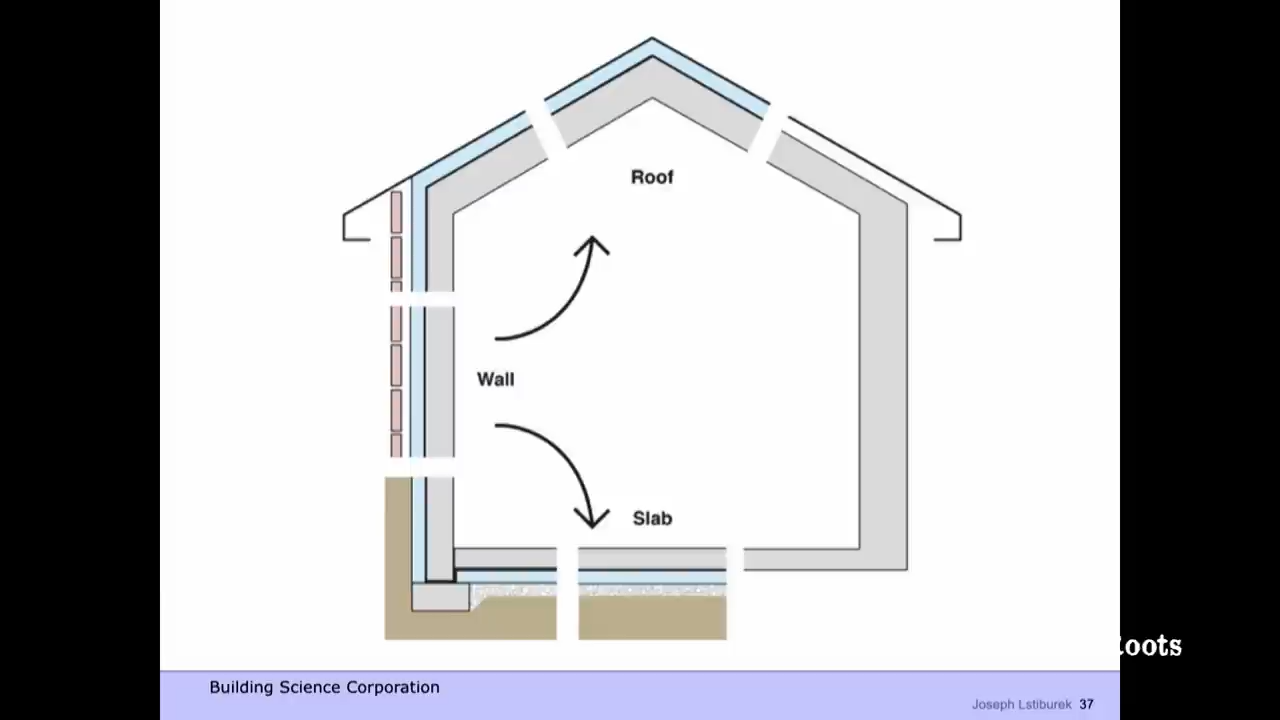 Roof
Wall
Slab
Building Science Corporation
Joseph Lstiburek 37